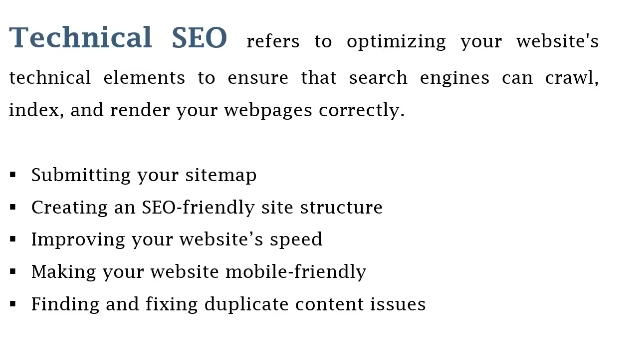 Technical SEO refers to optimizing your website's
technical elements to ensure that search engines can crawl,
index, and render your webpages correctly.
▪ Submitting your sitemap
▪ Creating an SEO-friendly site structure
▪ Improving your website’s speed
▪ Making your website mobile-friendly
▪ Finding and fixing duplicate content issues